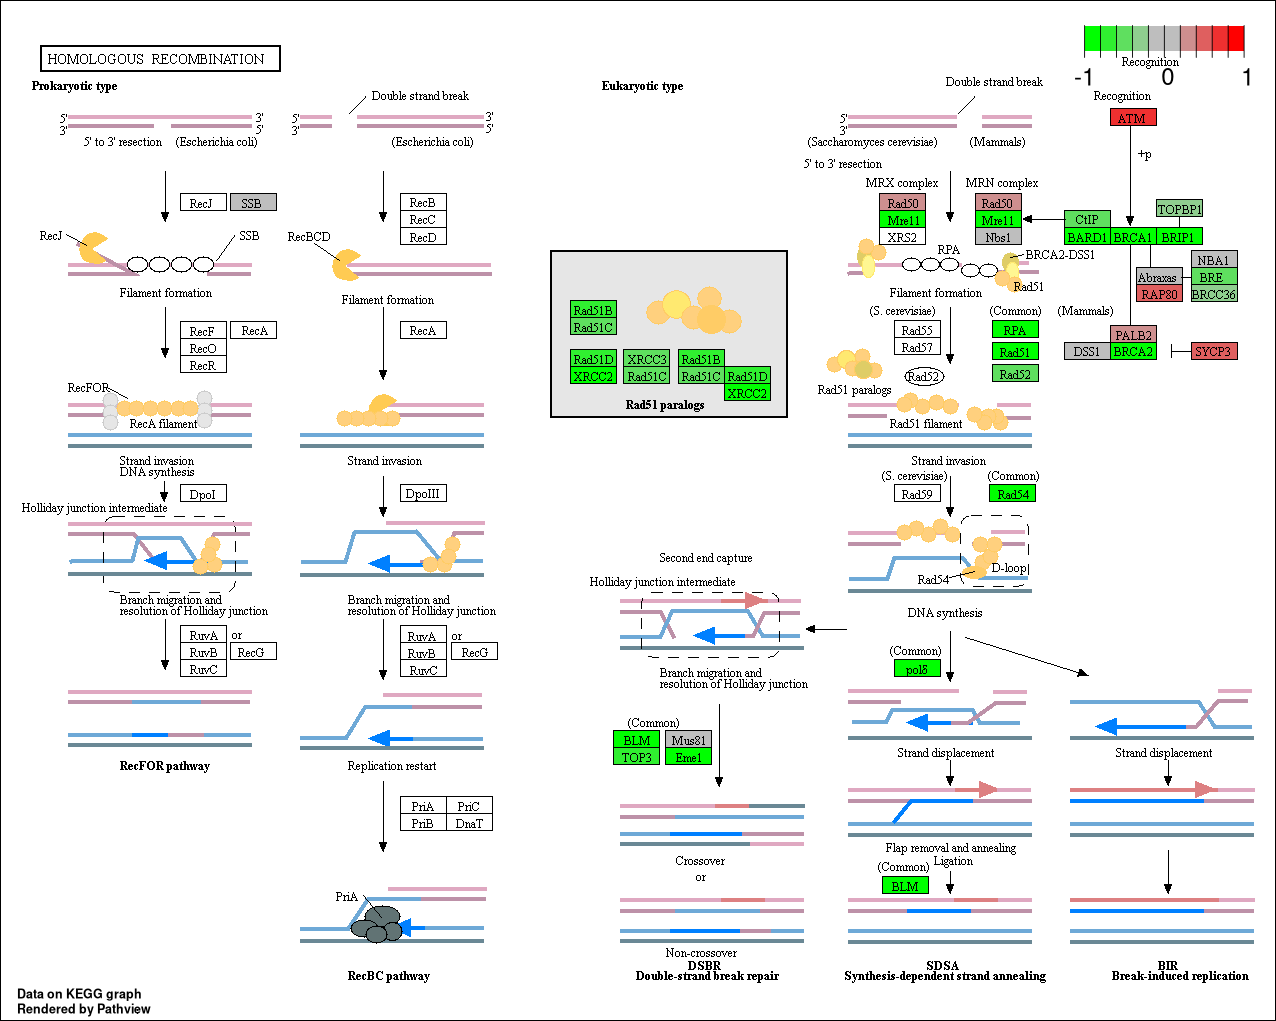 HOMOLOGOUS RECOMBINATION
Prokaryotic type
Eukaryotic type
Recognition
-1
0
1
Double strand break
5'
3'
3'
5'
5' to 3' resection
(Escherichia coli)
5'
3'
3'
5'
(Escherichia coli)
RecJ
SSB
RecJ
SSB
Filament formation
RecF
RecA
RecO
RecR
RecFOR
RecA filament
Strand invasion
DNA synthesis
DpoI
Holliday junction intermediate
Branch migration and
resolution of Holliday junction
RuvA
or
RuvB
RecG
RuvC
RecFOR pathway
RecB
RecC
RecD
RecBCD
Filament formation
RecA
Strand invasion
DpoIII
Branch migration and
resolution of Holliday junction
RuvA
or
RuvB
RecG
RuvC
Replication restart
PriA
PriC
PriB
DnaT
PriA
RecBC pathway
Rad51B
Rad51C
Rad51D
XRCC2
XRCC3
Rad51C
Rad51B
Rad51C
Rad51D
XRCC2
Rad51 paralogs
Double strand break
5'
3'
(Saccharomyces cerevisiae)
(Mammals)
5' to 3' resection
MRX complex
MRN complex
Rad50
Mre11
XRS2
Rad50
Mre11
Nbs1
RPA
BRCA2-DSS1
Rad51
Filament formation
(S. cerevisiae)
(Common)
Rad55
Rad57
RPA
Rad51
Rad52
Rad52
Rad51 paralogs
Rad51 filament
Strand invasion
(S. cerevisiae)
(Common)
Rad59
Rad54
D-loop
Rad54
DNA synthesis
Recognition
ATM
+p
CtIP
TOPBP1
BARD1
BRCA1
BRIP1
Abraxas
RAP80
NBA1
BRE
BRCC36
(Mammals)
PALB2
DSS1
BRCA2
SYCP3
Second end capture
Holliday junction intermediate
Branch migration and
resolution of Holliday junction
(Common)
BLM
Mus81
TOP3
Eme1
Crossover
or
Non-crossover
DSBR
Double-strand break repair
(Common)
polδ
Strand displacement
Flap removal and annealing
Ligation
(Common)
BLM
SDSA
Synthesis-dependent strand annealing
Strand displacement
BIR
Break-induced replication
Data on KEGG graph
Rendered by Pathview